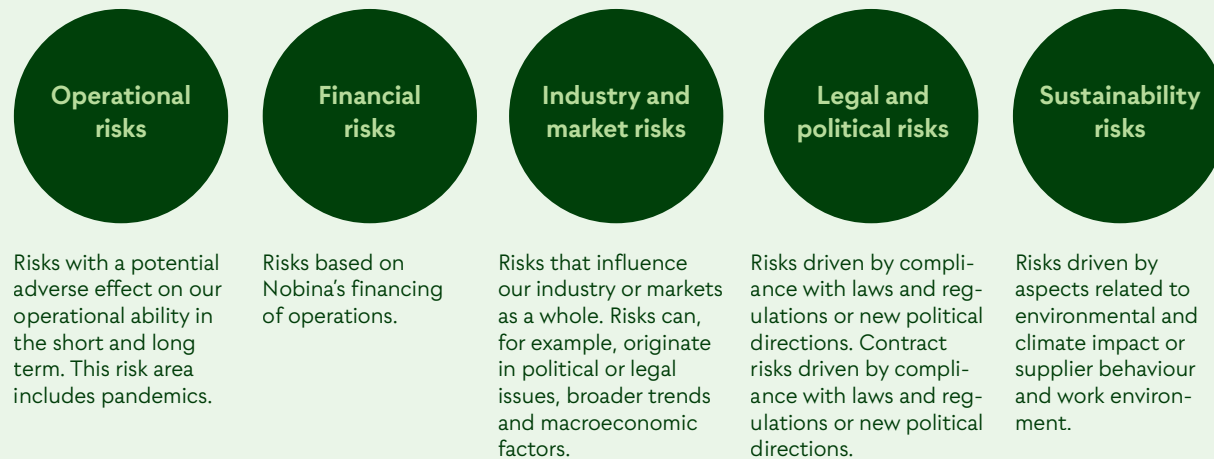 Operational
risks
Financial
risks
Industry and
market risks
Legal and
political risks
Sustainability
risks
Risks with a potential
adverse effect on our
operational ability in
the short and long
term. This risk area
includes pandemics.
Risks based on
Nobina’s financing
of operations.
Risks that influence
our industry or markets
as a whole. Risks can,
for example, originate
in political or legal
issues, broader trends
and macroeconomic
factors.
Risks driven by compli-
ance with laws and reg-
ulations or new political
directions. Contract
risks driven by compli-
ance with laws and reg-
ulations or new political
directions.
Risks driven by
aspects related to
environmental and
climate impact or
supplier behaviour
and work environ-
ment.